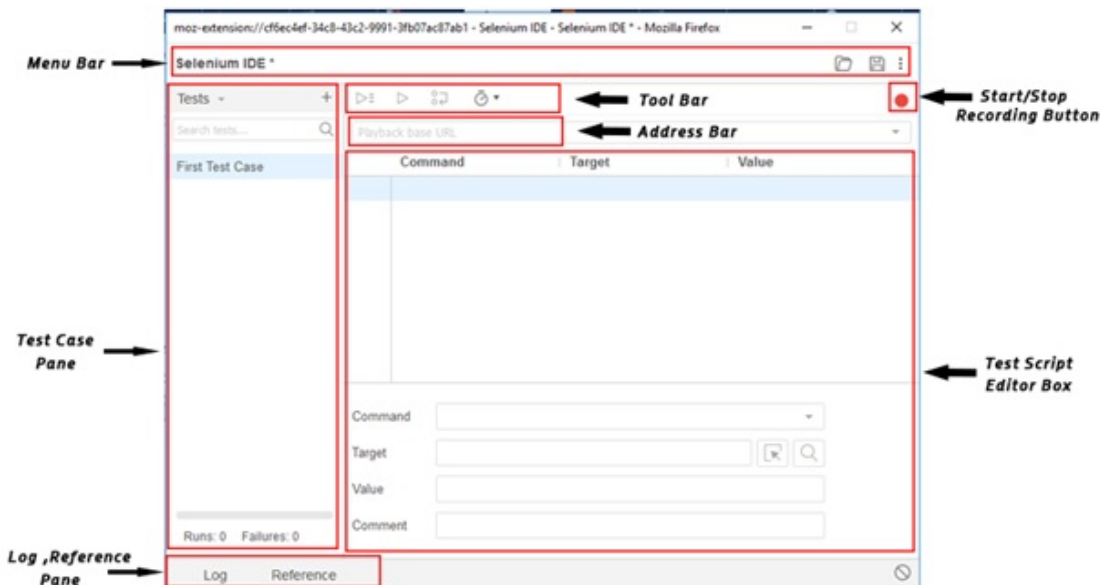 moz-extension://cf6ec4ef-34c8-43c2-9991-3fb07ac87ab1 - Selenium IDE - Selenium IDE * - Mozilla Firefox
Menu Bar
Selenium IDE *
Tests
Tool Bar
Start/Stop
Recording Button
Search tests...
Playback base URL
Address Bar
First Test Case
Command Target Value
Test Case
Pane
Test Script
Editor Box
Command
Target
Value
Comment
Runs: 0 Failures: 0
Log ,Reference
Pane
Log Reference